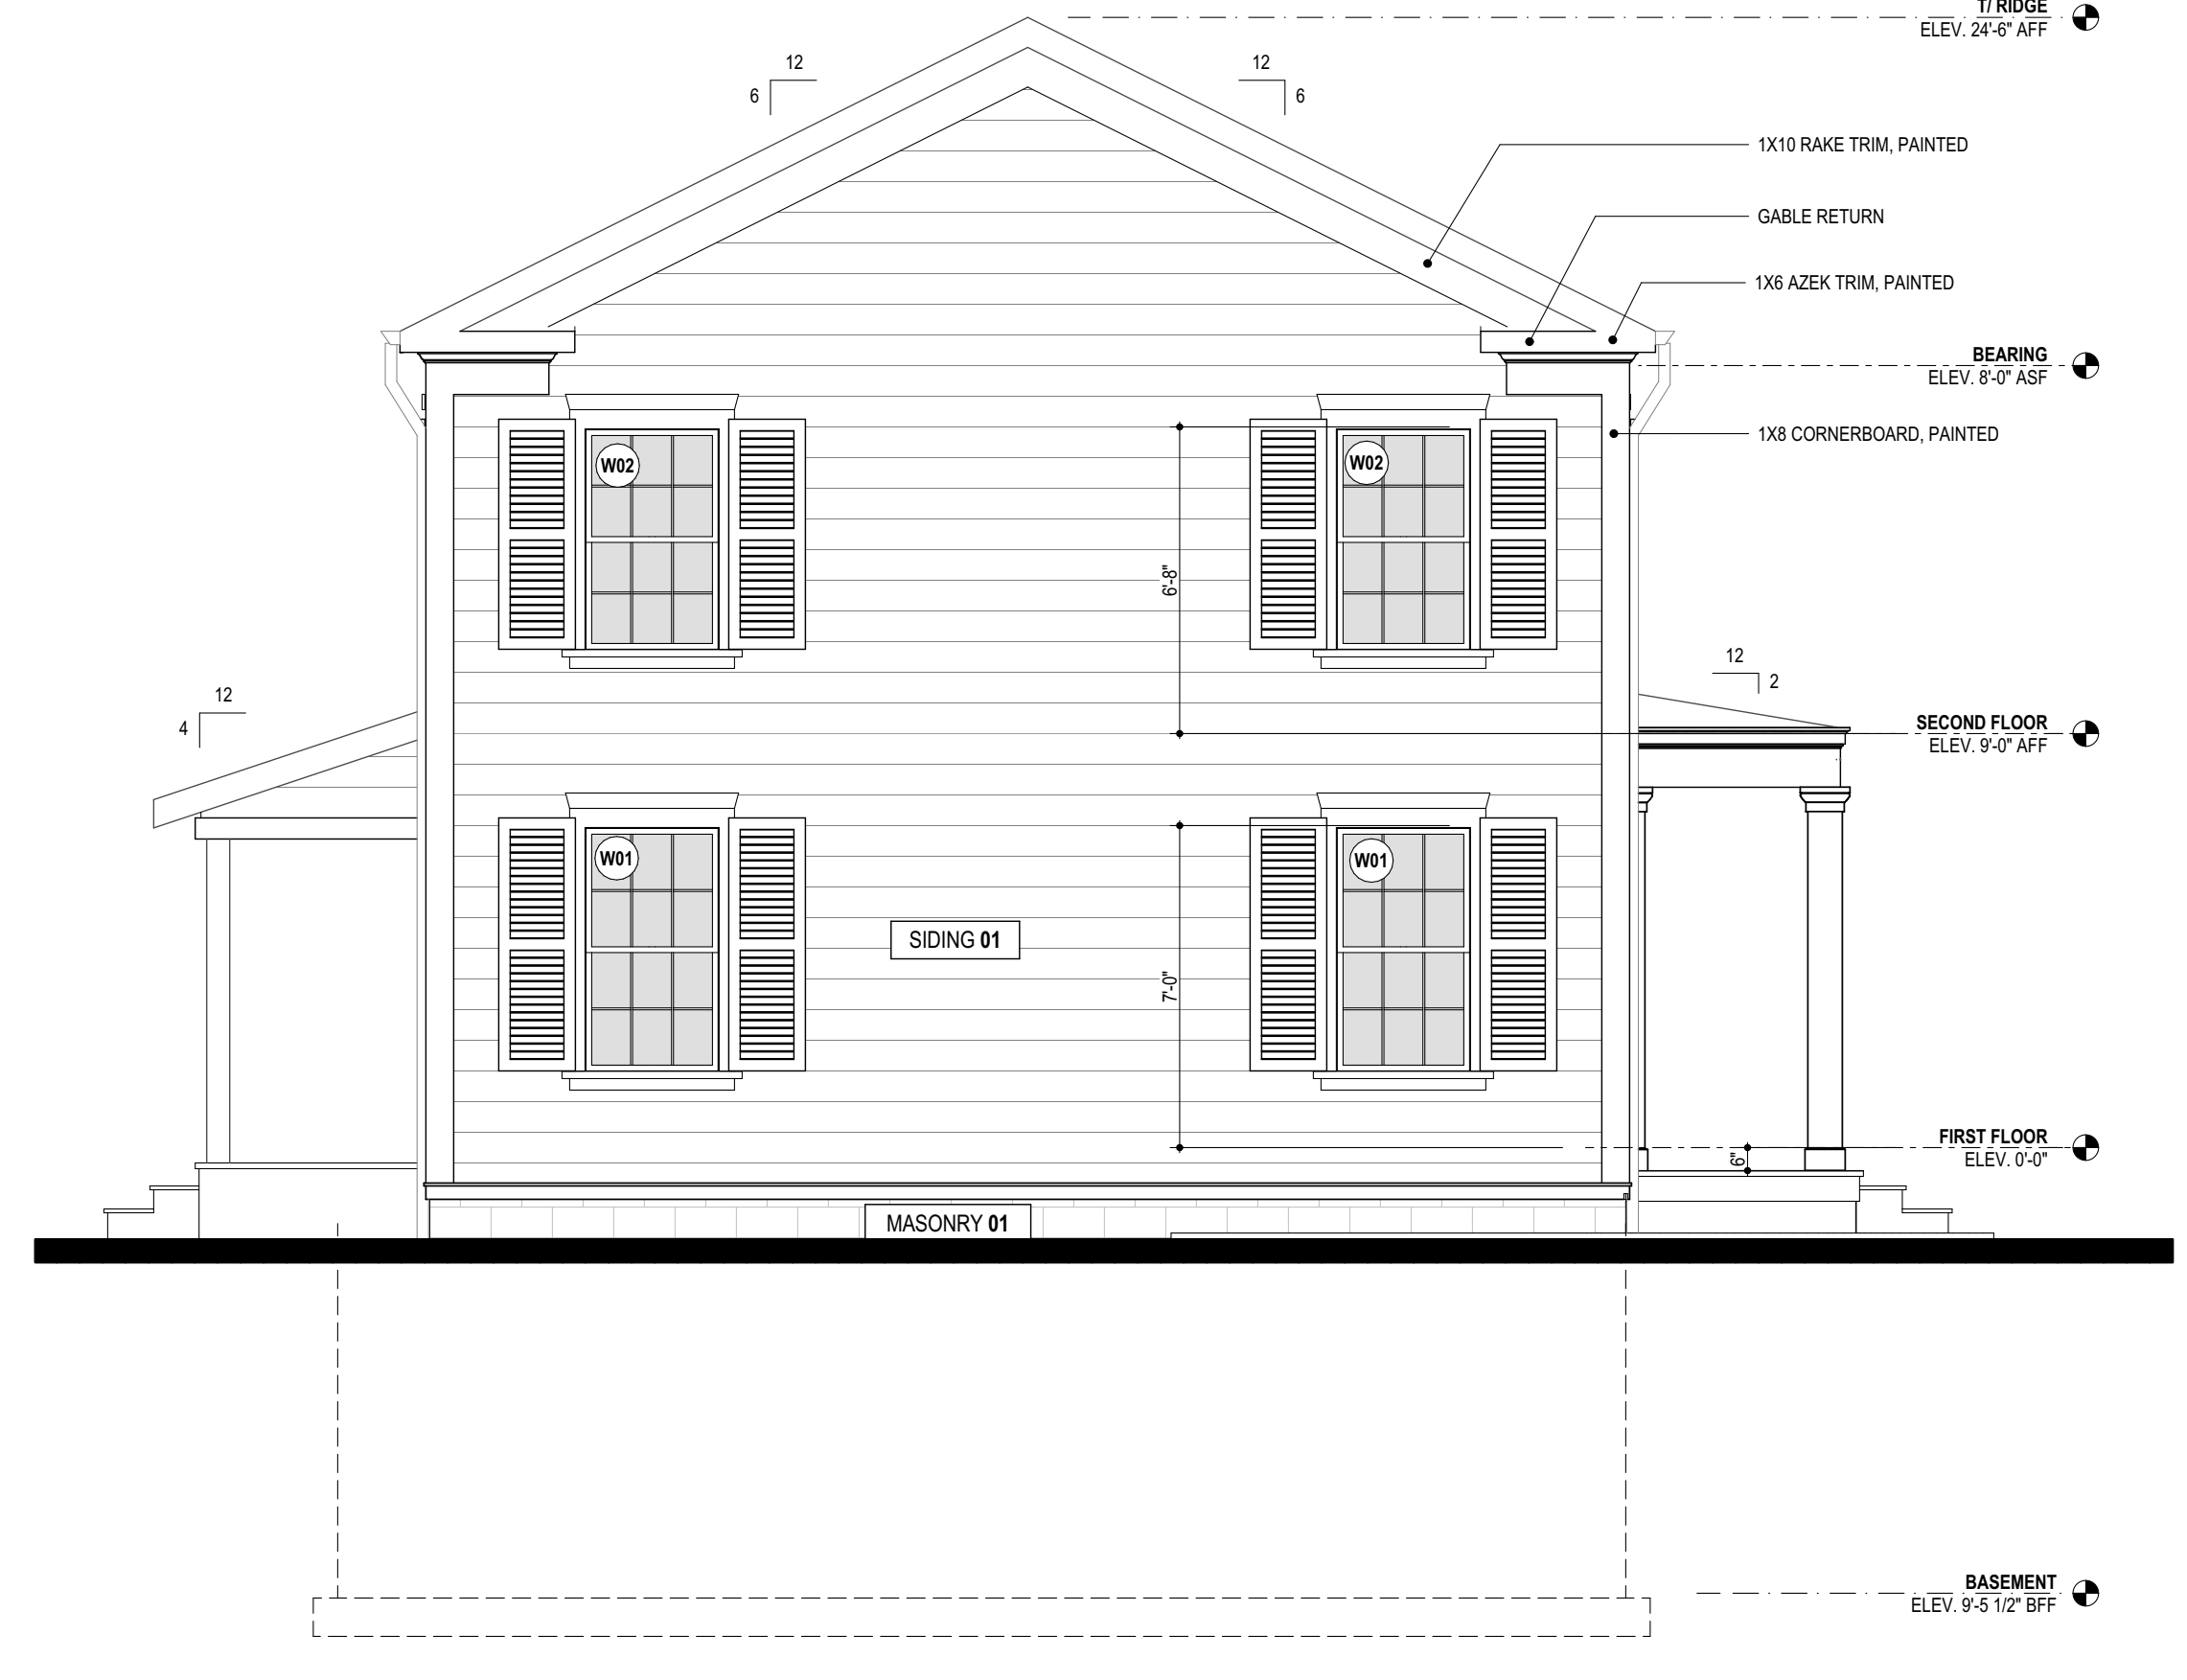 T/ RIDGE
ELEV. 24'-6" AFF
12
6
12
6
1X10 RAKE TRIM, PAINTED
GABLE RETURN
1X6 AZEK TRIM, PAINTED
BEARING
ELEV. 8'-0" ASF
1X8 CORNERBOARD, PAINTED
W02
W02
6'-8"
12
4
12
2
SECOND FLOOR
ELEV. 9'-0" AFF
W01
W01
SIDING 01
7'-0"
FIRST FLOOR
ELEV. 0'-0"
6"
MASONRY 01
BASEMENT
ELEV. 9'-5 1/2" BFF